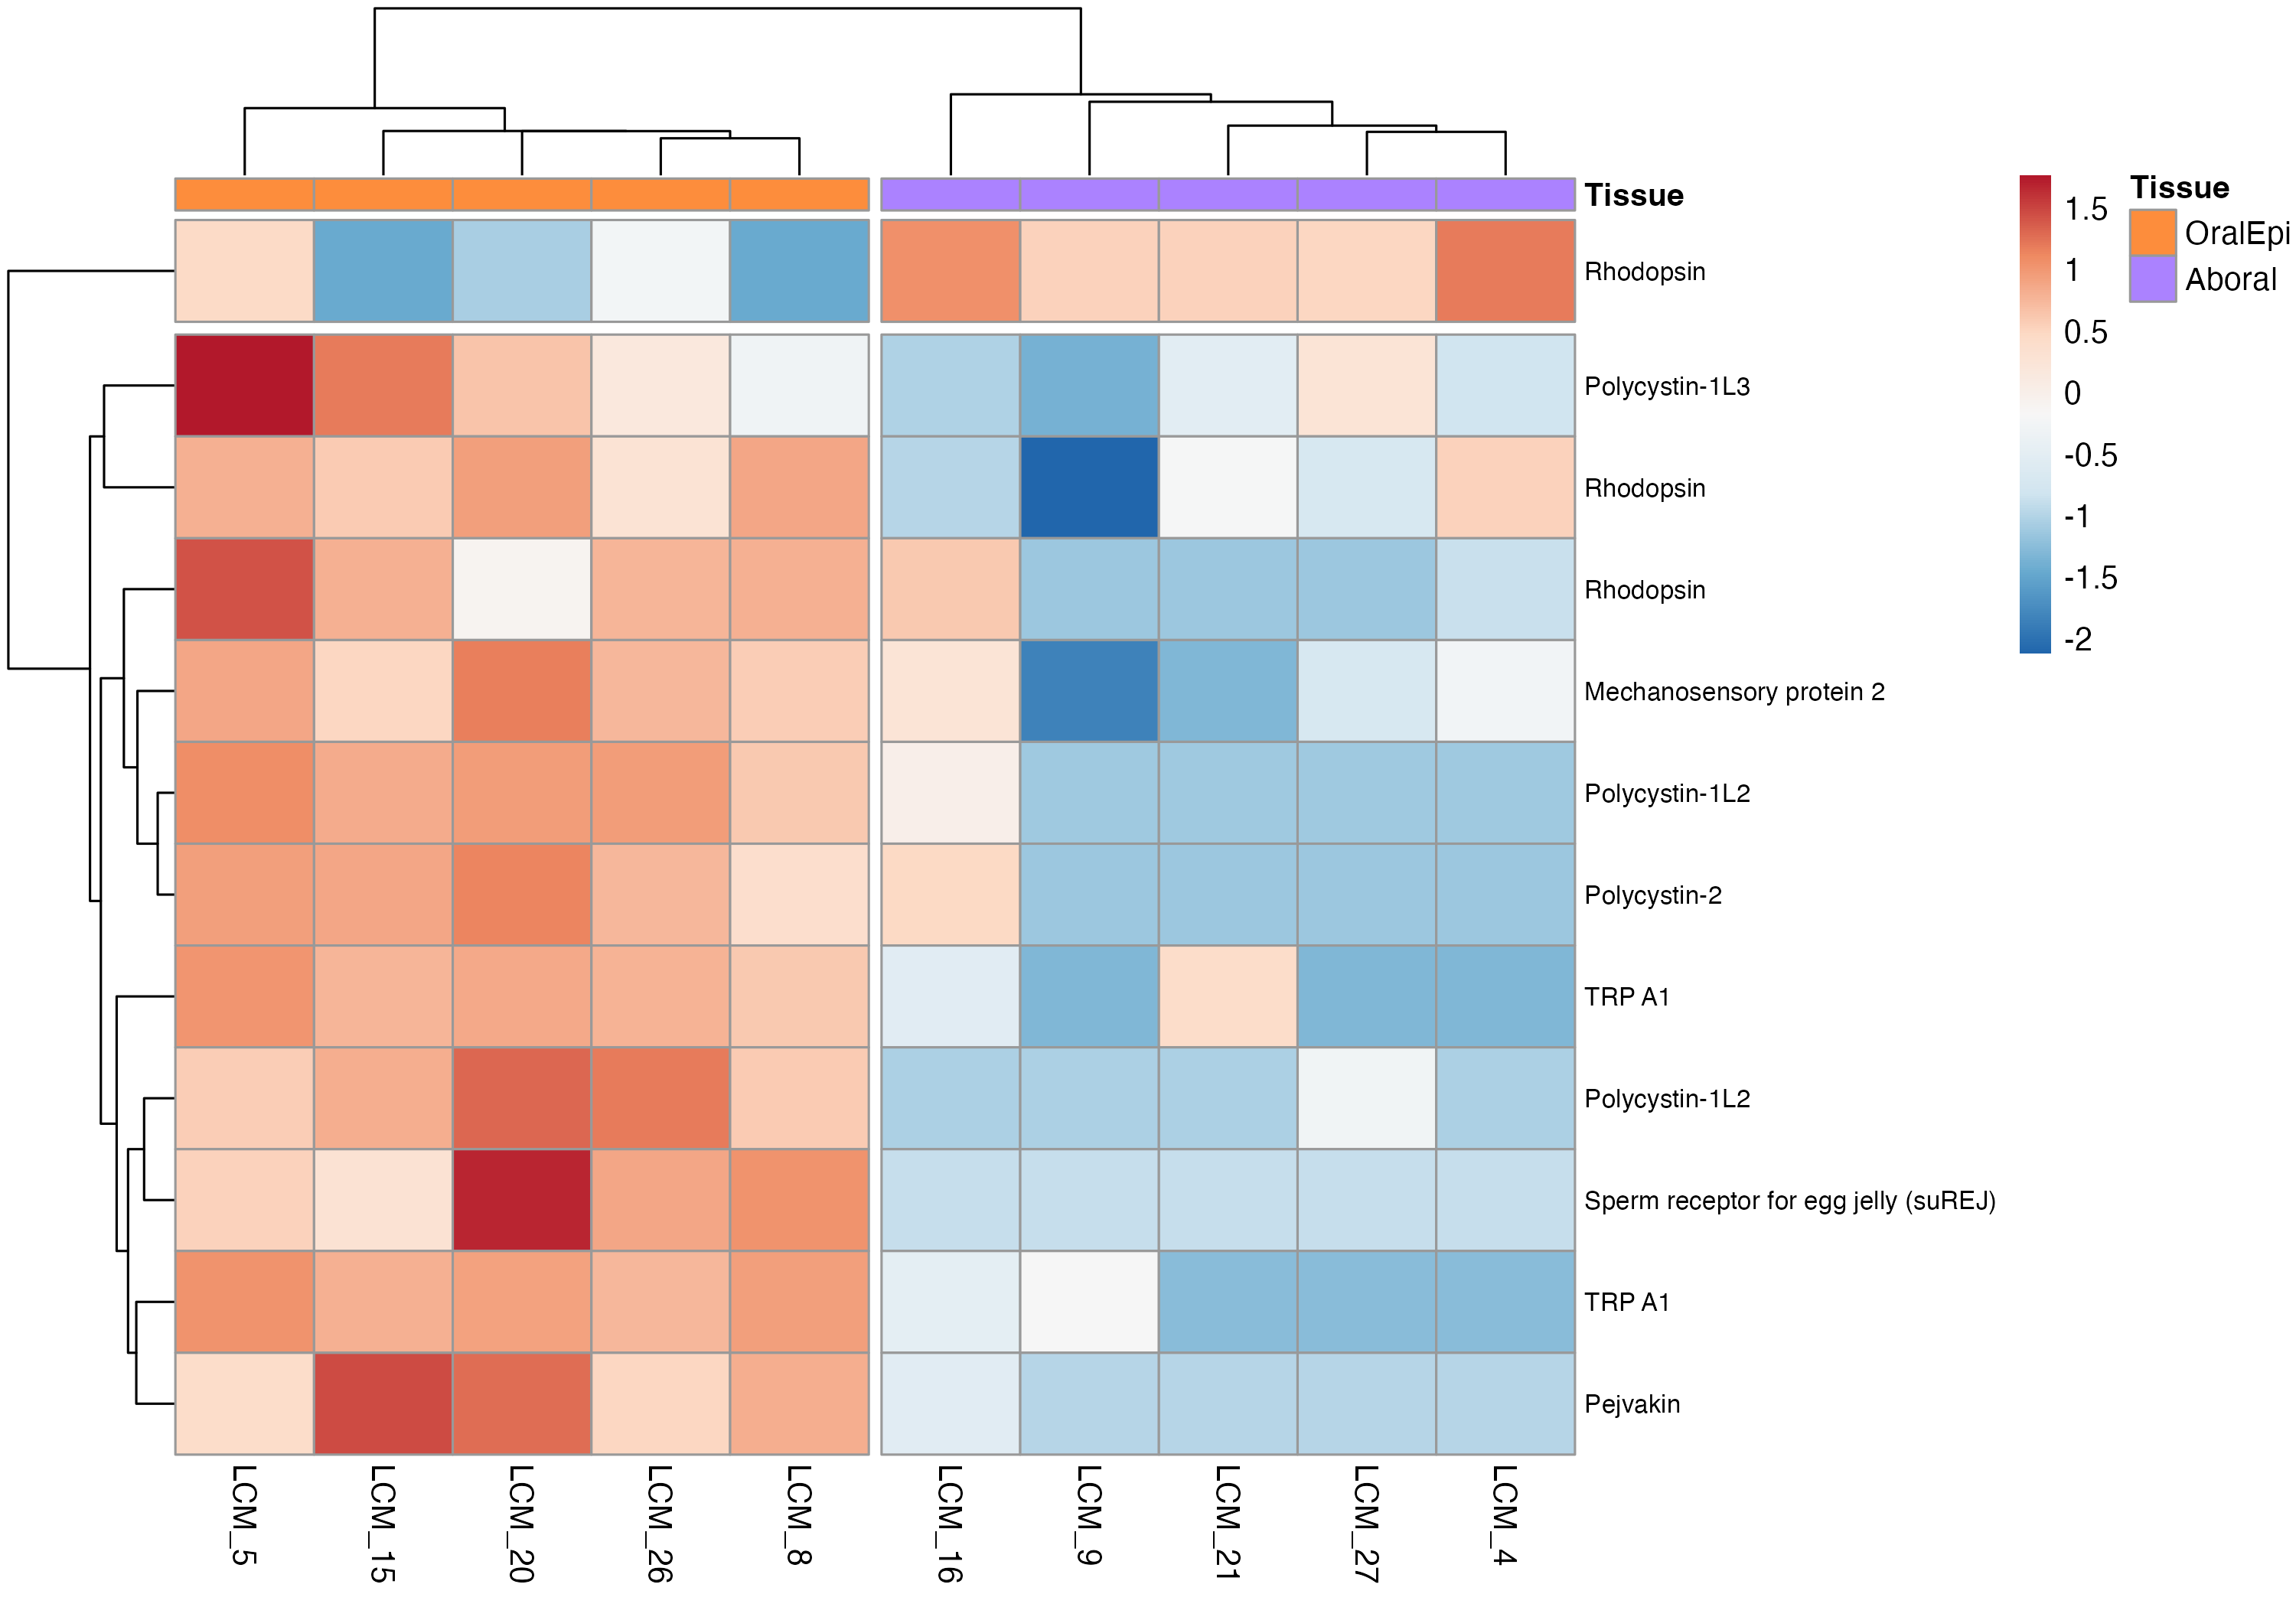 Tissue
Rhodopsin
Polycystin-1L3
Rhodopsin
Rhodopsin
Mechanosensory protein 2
Polycystin-1L2
Polycystin-2
TRP A1
Polycystin-1L2
Sperm receptor for egg jelly (suREJ)
TRP A1
Pejvakin
LCM_5
LCM_15
LCM_20
LCM_26
LCM_8
LCM_16
LCM_9
LCM_21
LCM_27
LCM_4
1.5
1
0.5
0
-0.5
-1
-1.5
-2
Tissue
OralEpi
Aboral